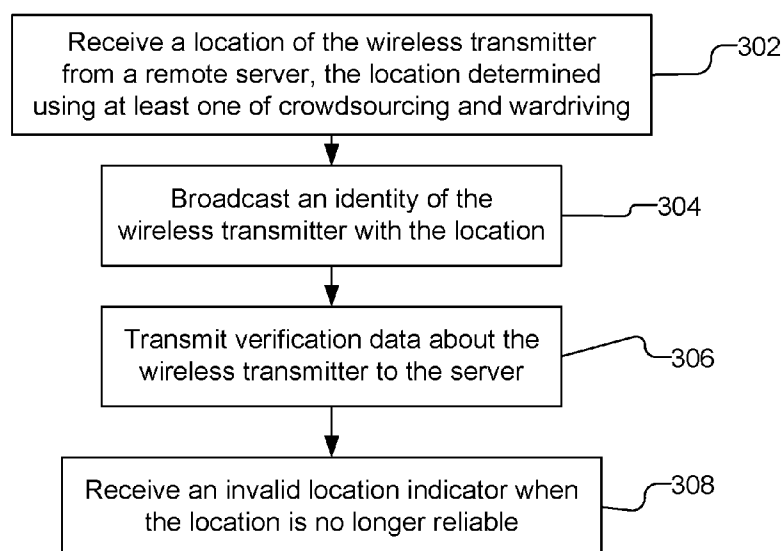 Receive a location of the wireless transmitter
from a remote server, the location determined
using at least one of crowdsourcing and wardriving
302
Broadcast an identity of the
wireless transmitter with the location
304
Transmit verification data about the
wireless transmitter to the server
306
Receive an invalid location indicator when
the location is no longer reliable
308